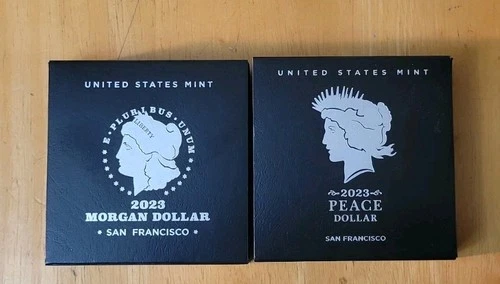 UNITED STATES MINT
E · PLURIBUS · UNUM
LIBERTY
2023
MORGAN DOLLAR
* SAN FRANCISCO *
UNITED STATES MINT
2023
PEACE
DOLLAR
SAN FRANCISCO